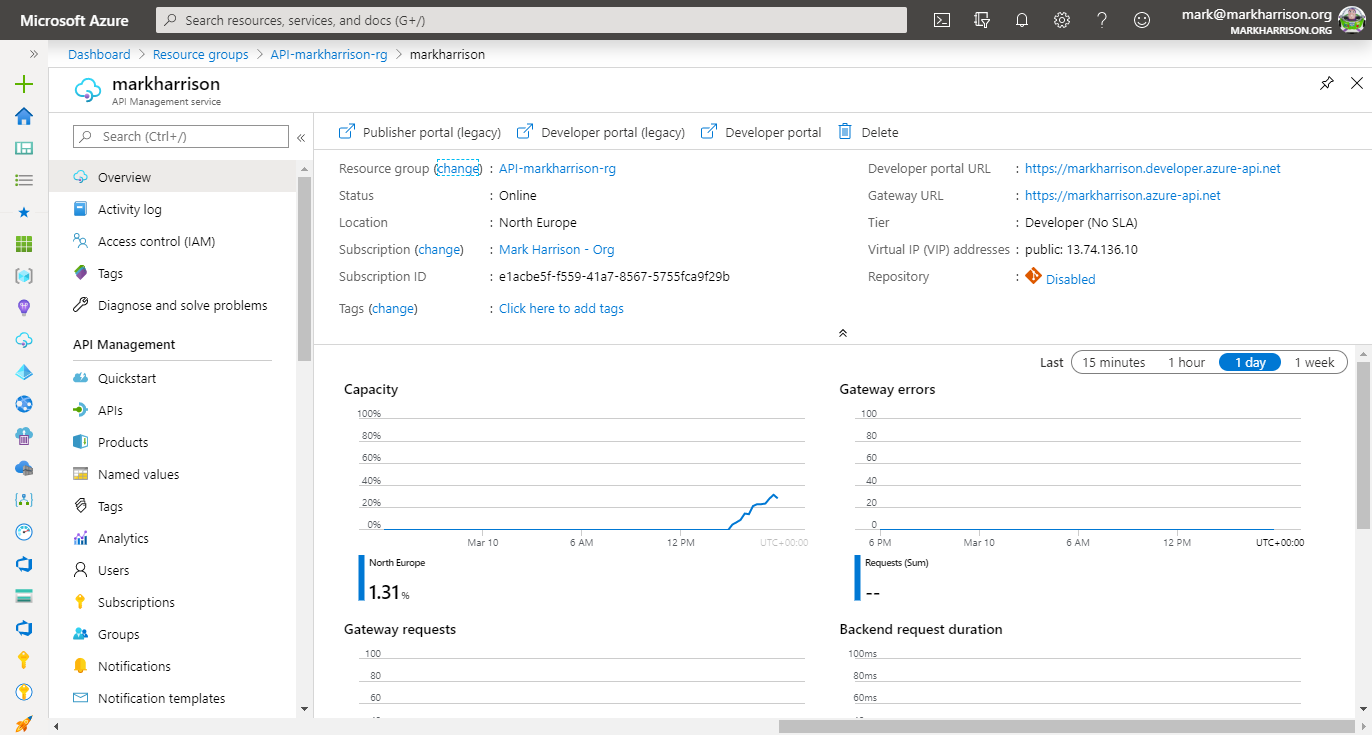 Microsoft Azure
Search resources, services, and docs (G+/)
mark@markharrison.org
MARKHARRISON.ORG
Dashboard > Resource groups > API-markharrison-rg > markharrison
markharrison
API Management service
Search (Ctrl+/)
Overview
Activity log
Access control (IAM)
Tags
Diagnose and solve problems
API Management
Quickstart
APIs
Products
Named values
Tags
Analytics
Users
Subscriptions
Groups
Notifications
Notification templates
Publisher portal (legacy) Developer portal (legacy) Developer portal Delete
Resource group (change) : API-markharrison-rg
Status : Online
Location : North Europe
Subscription (change) : Mark Harrison - Org
Subscription ID : e1acbe5f-f559-41a7-8567-5755fca9f29b
Tags (change) : Click here to add tags
Developer portal URL : https://markharrison.developer.azure-api.net
Gateway URL : https://markharrison.azure-api.net
Tier : Developer (No SLA)
Virtual IP (VIP) addresses : public: 13.74.136.10
Repository : Disabled
Last 15 minutes 1 hour 1 day 1 week
Capacity
100%
80%
60%
40%
20%
0%
Mar 10 6 AM 12 PM UTC+00:00
North Europe
1.31 %
Gateway errors
100
80
60
40
20
0
6 PM Mar 10 6 AM 12 PM UTC+00:00
Requests (Sum)
--
Gateway requests
100
80
60
Backend request duration
100ms
80ms
60ms